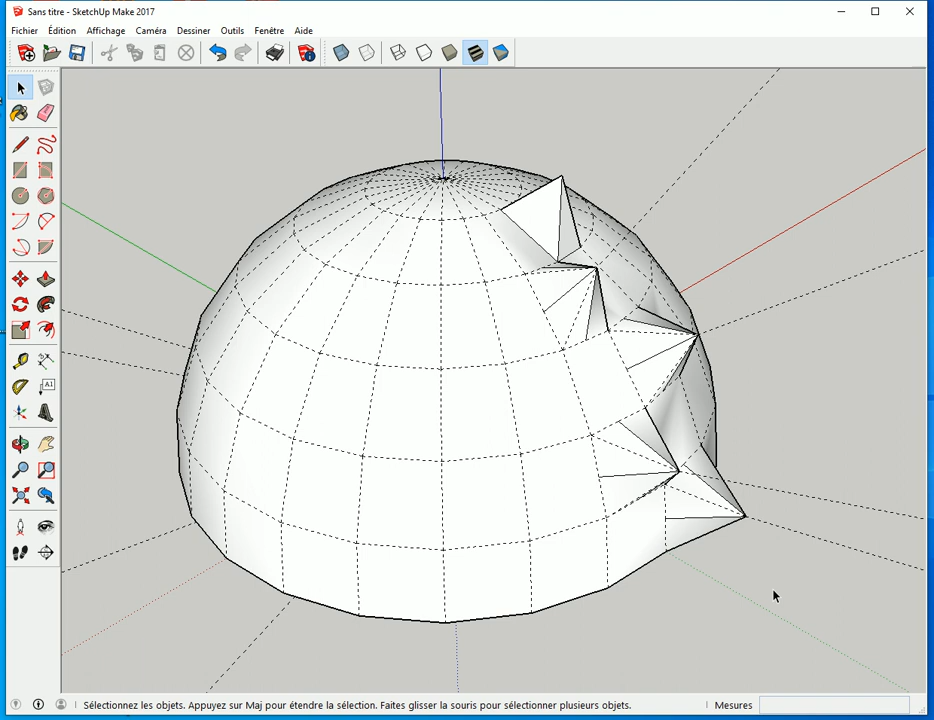 Sans titre - SketchUp Make 2017
Fichier Édition Affichage Caméra Dessiner Outils Fenêtre Aide
A1
Sélectionnez les objets. Appuyez sur Maj pour étendre la sélection. Faites glisser la souris pour sélectionner plusieurs objets. Mesures